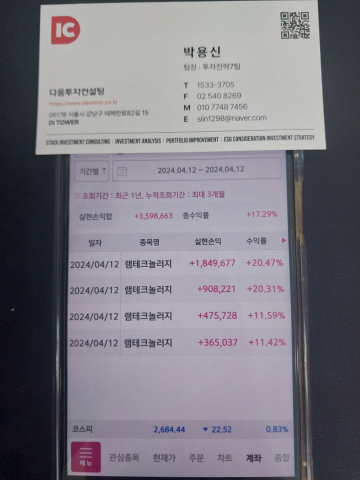 IC
박용신
팀장 | 투자전략7팀
다올투자컨설팅
06178 서울시 강남구 테헤란로82길 15
DI TOWER
T 1533-3705
F 02 540 8269
M 010 7748 7456
E siin1298@naver.com
STOCK INVESTMENT CONSULTING | INVESTMENT ANALYSIS | PORTFOLIO IMPROVEMENT | ESG CONSIDERATION INVESTMENT STRATEGY
기간별 2024.04.12 ~ 2024.04.12
조회기간: 최근 1년, 누적조회기간: 최대 3개월
실현손익합 +3,598,663 총수익률 +17.29%
일자 종목명 실현손익 수익률
2024/04/12 램테크놀러지 +1,849,677 +20.47%
2024/04/12 램테크놀러지 +908,221 +20.31%
2024/04/12 램테크놀러지 +475,728 +11.59%
2024/04/12 램테크놀러지 +365,037 +11.42%
코스피 2,684.44 ▼ 22.52 0.83%
메뉴 관심종목 현재가 주문 차트 계좌 종합